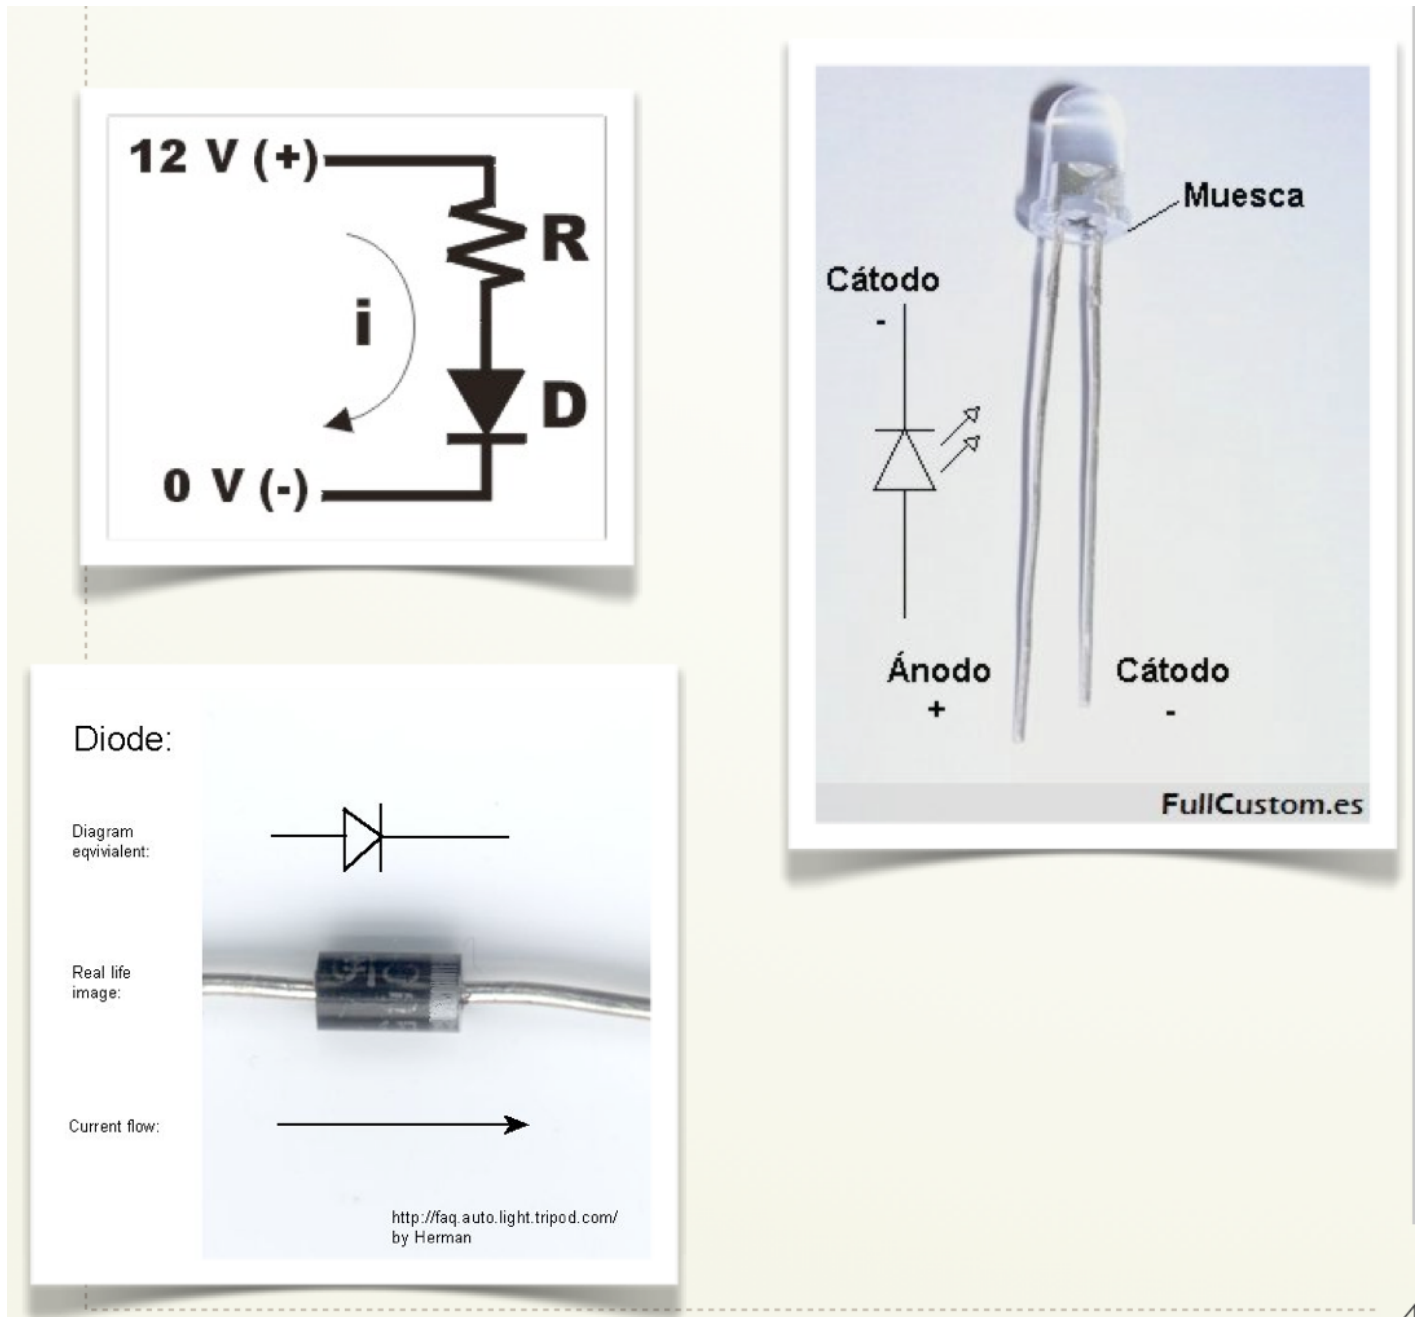 12 V (+)
R
i
D
0 V (-)
Muesca
Cátodo
-
Ánodo
+
Cátodo
-
FullCustom.es
Diode:
Diagram
eqvivialent:
Real life
image:
Current flow:
http://faq.auto.light.tripod.com/
by Herman